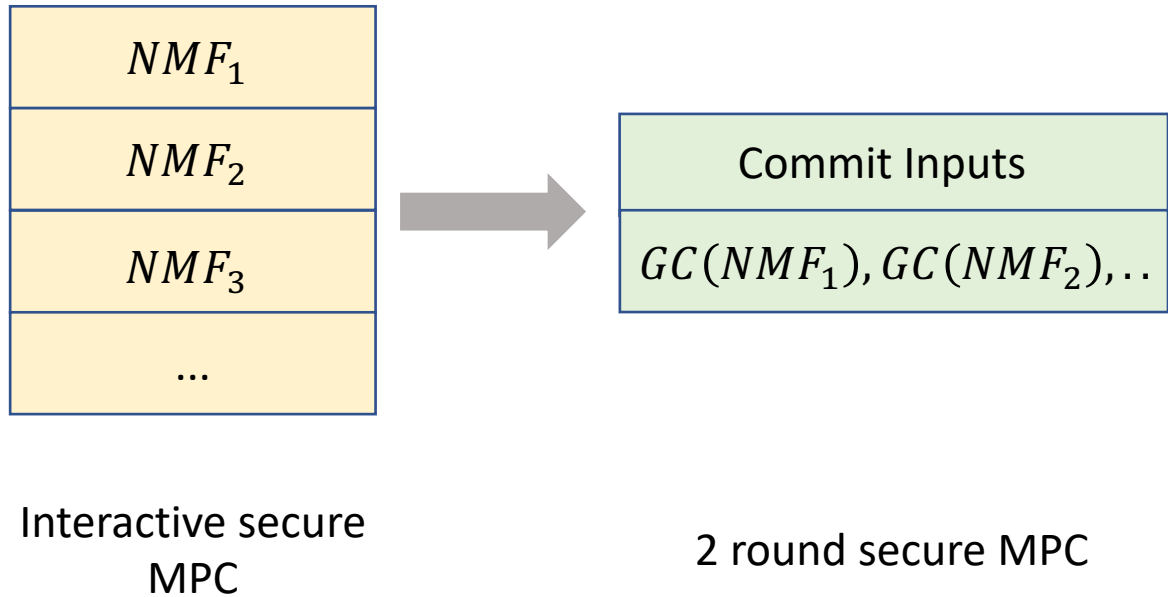 NMF₁
NMF₂
NMF₃
...
Commit Inputs
GC(NMF₁), GC(NMF₂), ..
Interactive secure
MPC
2 round secure MPC